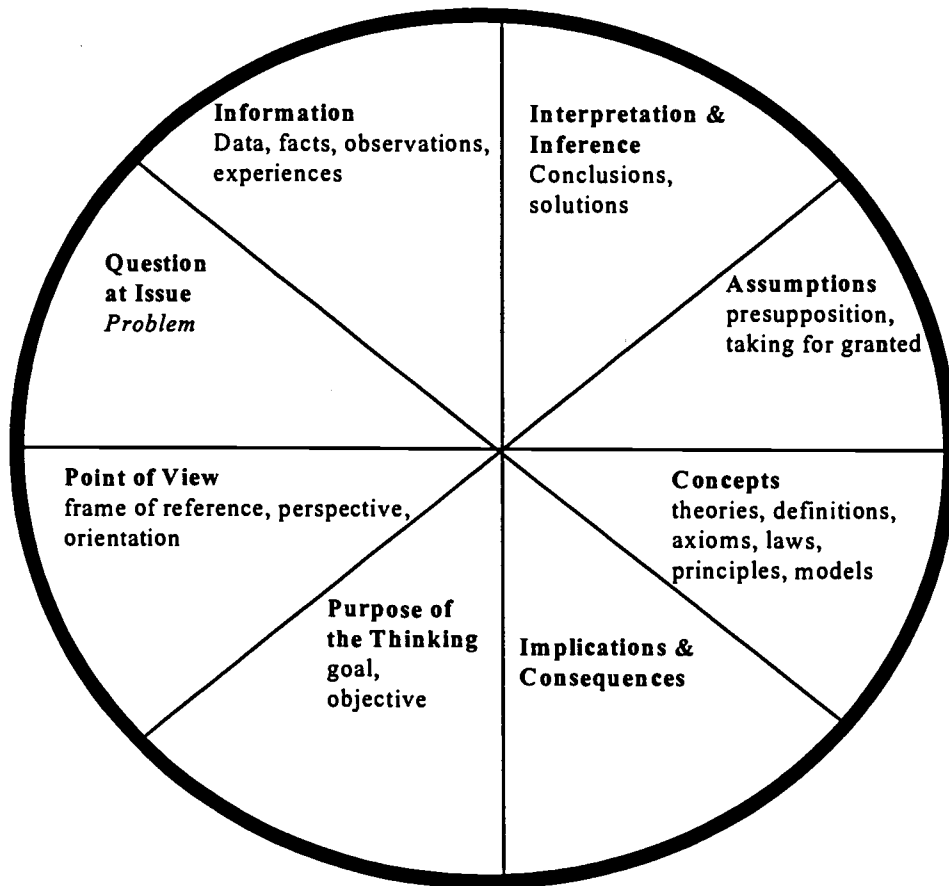 Information
Data, facts, observations,
experiences
Interpretation &
Inference
Conclusions,
solutions
Question
at Issue
Problem
Assumptions
presupposition,
taking for granted
Point of View
frame of reference, perspective,
orientation
Concepts
theories, definitions,
axioms, laws,
principles, models
Purpose of
the Thinking
goal,
objective
Implications &
Consequences